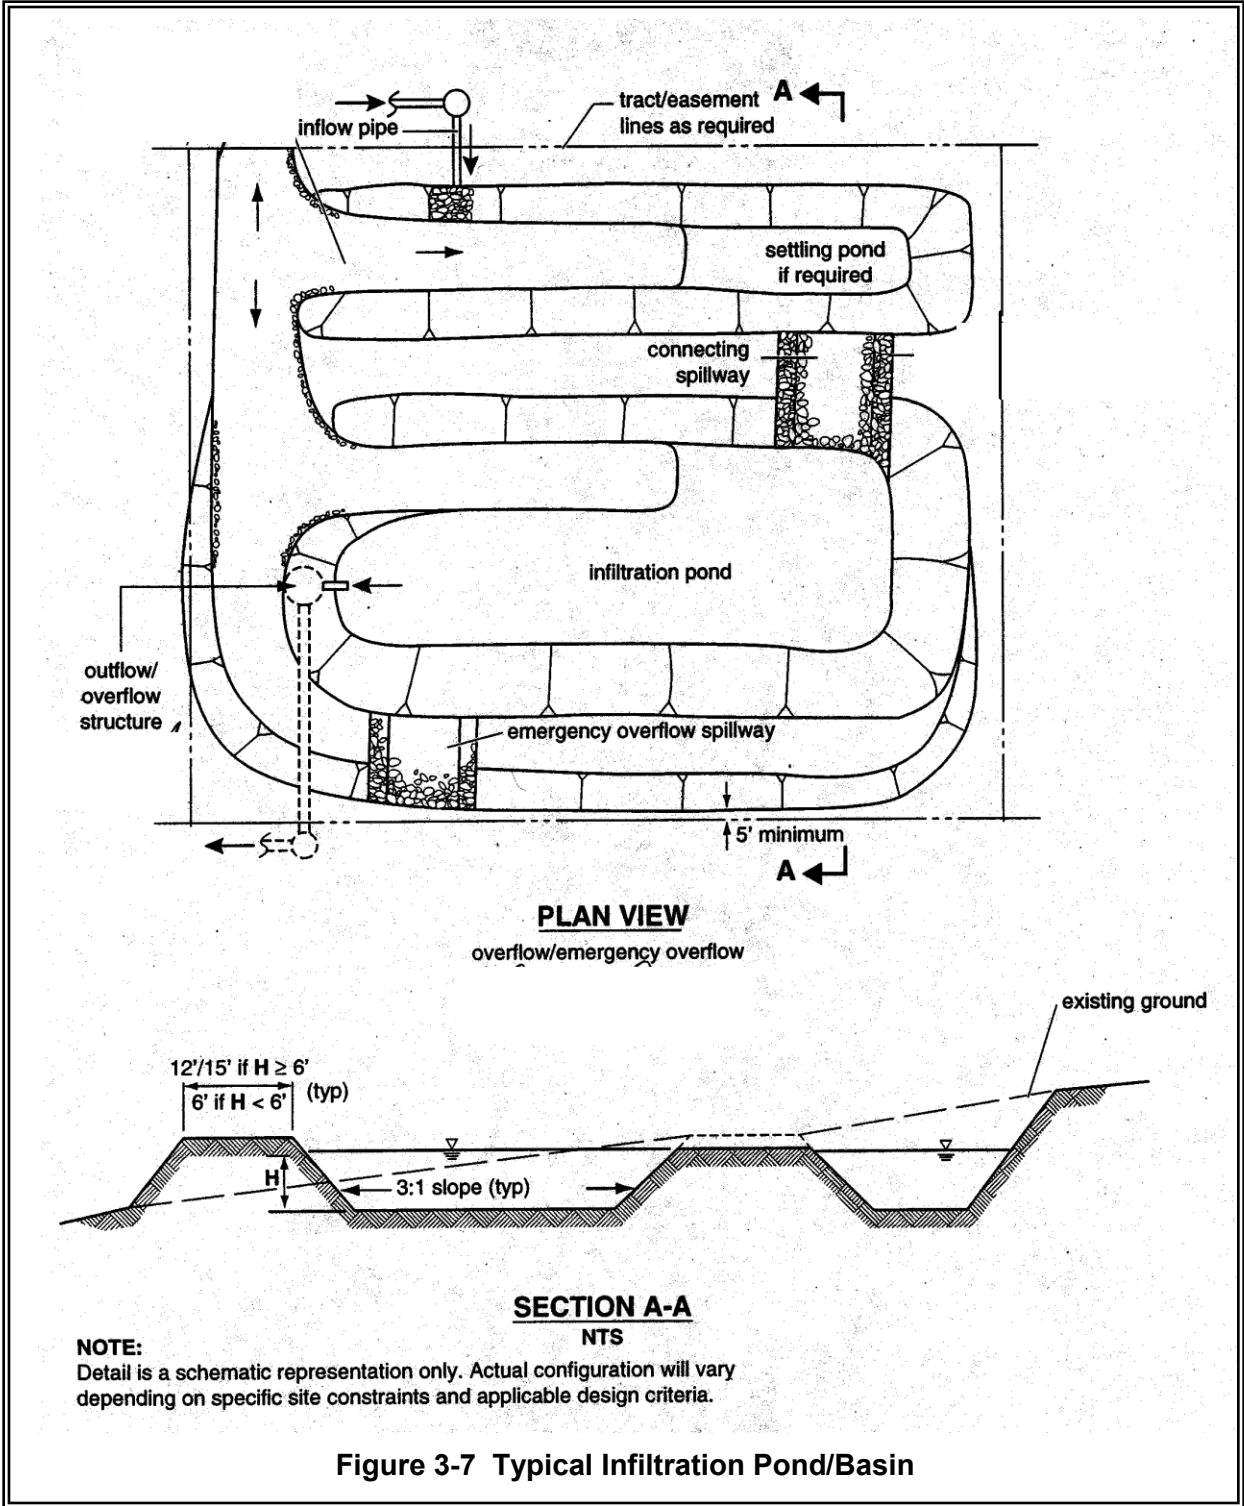 A
tract/easement
lines as required
inflow pipe
settling pond
if required
connecting
spillway
infiltration pond
outflow/
overflow
structure
emergency overflow spillway
5' minimum
A
PLAN VIEW
overflow/emergency overflow
existing ground
12'/15' if H ≥ 6'
(typ)
6' if H < 6'
H
3:1 slope (typ)
SECTION A-A
NTS
NOTE:
Detail is a schematic representation only. Actual configuration will vary
depending on specific site constraints and applicable design criteria.
Figure 3-7 Typical Infiltration Pond/Basin